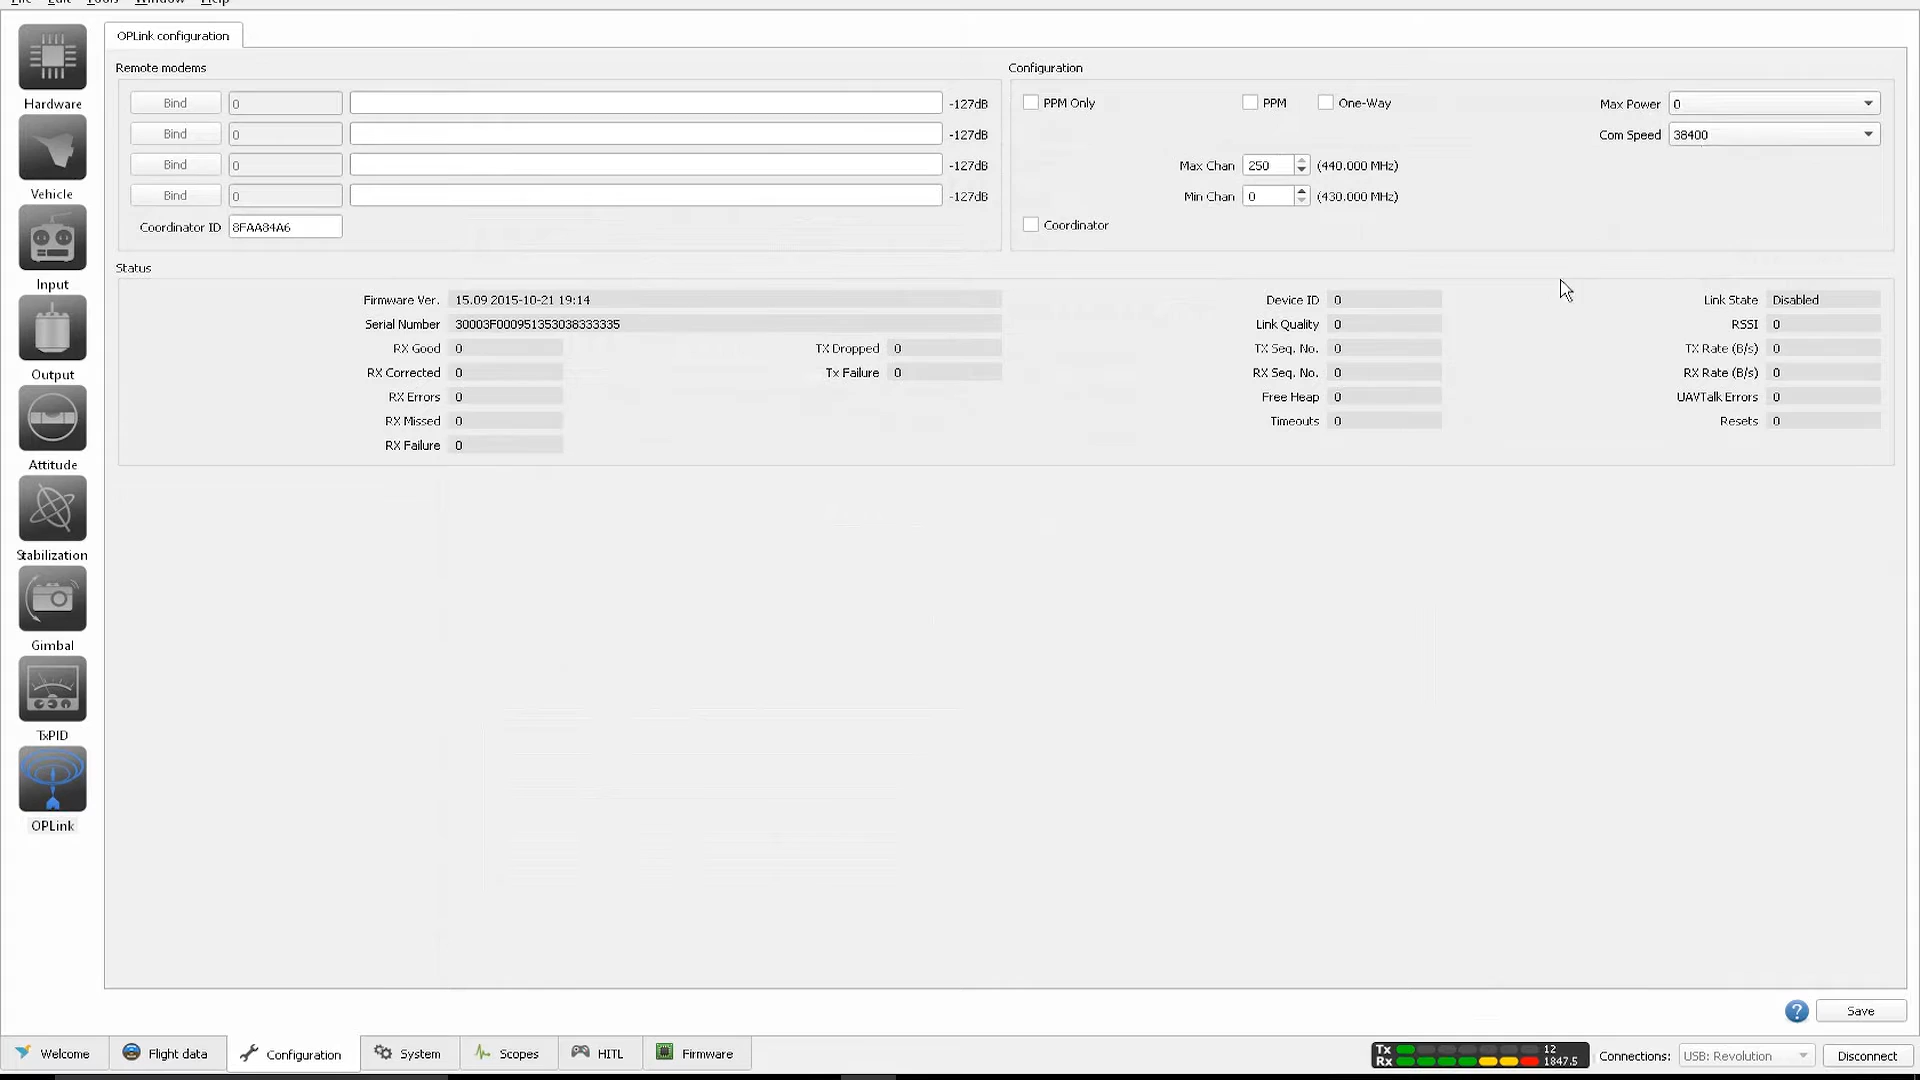 File Edit Tools Window Help
OPLink configuration
Hardware
Vehicle
Input
Output
Attitude
Stabilization
Gimbal
TxPID
OPLink
Remote modems
Bind 0 -127dB
Bind 0 -127dB
Bind 0 -127dB
Bind 0 -127dB
Coordinator ID 8FAA84A6
Configuration
PPM Only PPM One-Way Max Power 0
Com Speed 38400
Max Chan 250 (440.000 MHz)
Min Chan 0 (430.000 MHz)
Coordinator
Status
Firmware Ver. 15.09 2015-10-21 19:14 Device ID 0 Link State Disabled
Serial Number 30003F000951353038333335 Link Quality 0 RSSI 0
RX Good 0 TX Dropped 0 TX Seq. No. 0 TX Rate (B/s) 0
RX Corrected 0 Tx Failure 0 RX Seq. No. 0 RX Rate (B/s) 0
RX Errors 0 Free Heap 0 UAVTalk Errors 0
RX Missed 0 Timeouts 0 Resets 0
RX Failure 0
? Save
Welcome Flight data Configuration System Scopes HITL Firmware
Tx 12
Rx 1847.5
Connections: USB: Revolution Disconnect